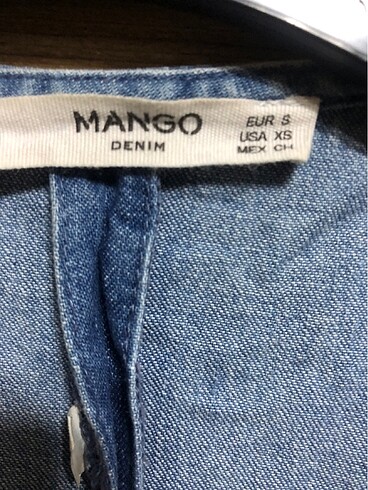 MANGO
DENIM
EUR S
USA XS
MEX CH